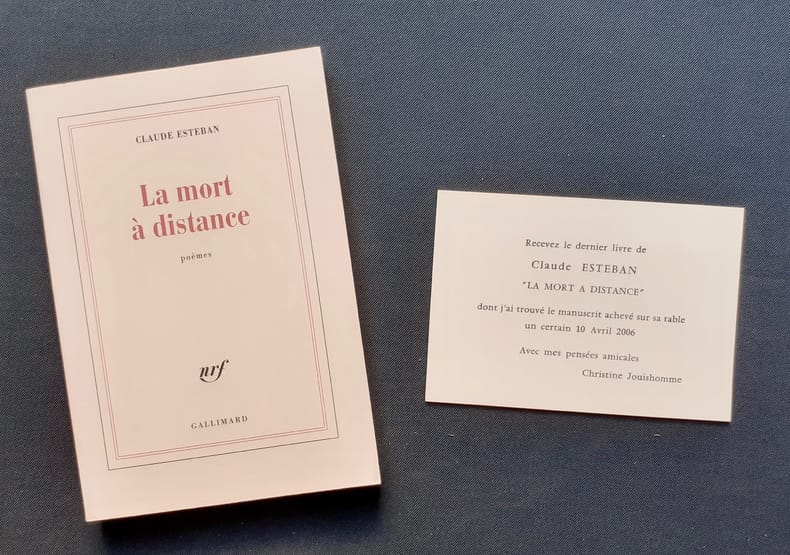 CLAUDE ESTEBAN
La mort
à distance
poèmes
nrf
GALLIMARD
Recevez le dernier livre de
Claude ESTEBAN
"LA MORT A DISTANCE"
dont j'ai trouvé le manuscrit achevé sur sa table
un certain 10 Avril 2006
Avec mes pensées amicales
Christine Jouishomme